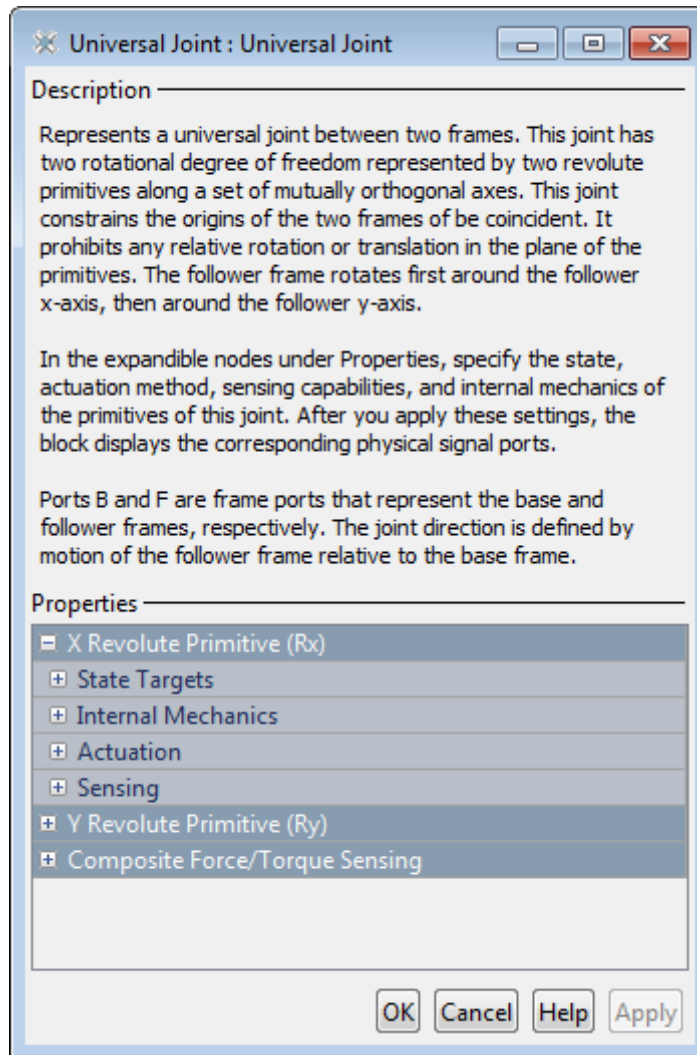 Universal Joint : Universal Joint
Description
Represents a universal joint between two frames. This joint has
two rotational degree of freedom represented by two revolute
primitives along a set of mutually orthogonal axes. This joint
constrains the origins of the two frames of be coincident. It
prohibits any relative rotation or translation in the plane of the
primitives. The follower frame rotates first around the follower
x-axis, then around the follower y-axis.
In the expandible nodes under Properties, specify the state,
actuation method, sensing capabilities, and internal mechanics of
the primitives of this joint. After you apply these settings, the
block displays the corresponding physical signal ports.
Ports B and F are frame ports that represent the base and
follower frames, respectively. The joint direction is defined by
motion of the follower frame relative to the base frame.
Properties
X Revolute Primitive (Rx)
State Targets
Internal Mechanics
Actuation
Sensing
Y Revolute Primitive (Ry)
Composite Force/Torque Sensing
OK Cancel Help Apply